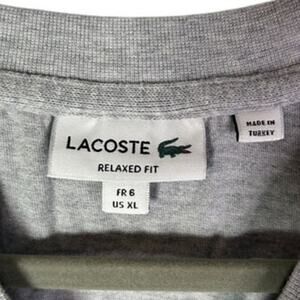 LACOSTE
RELAXED FIT
FR 6
US XL
MADE IN
TURKEY